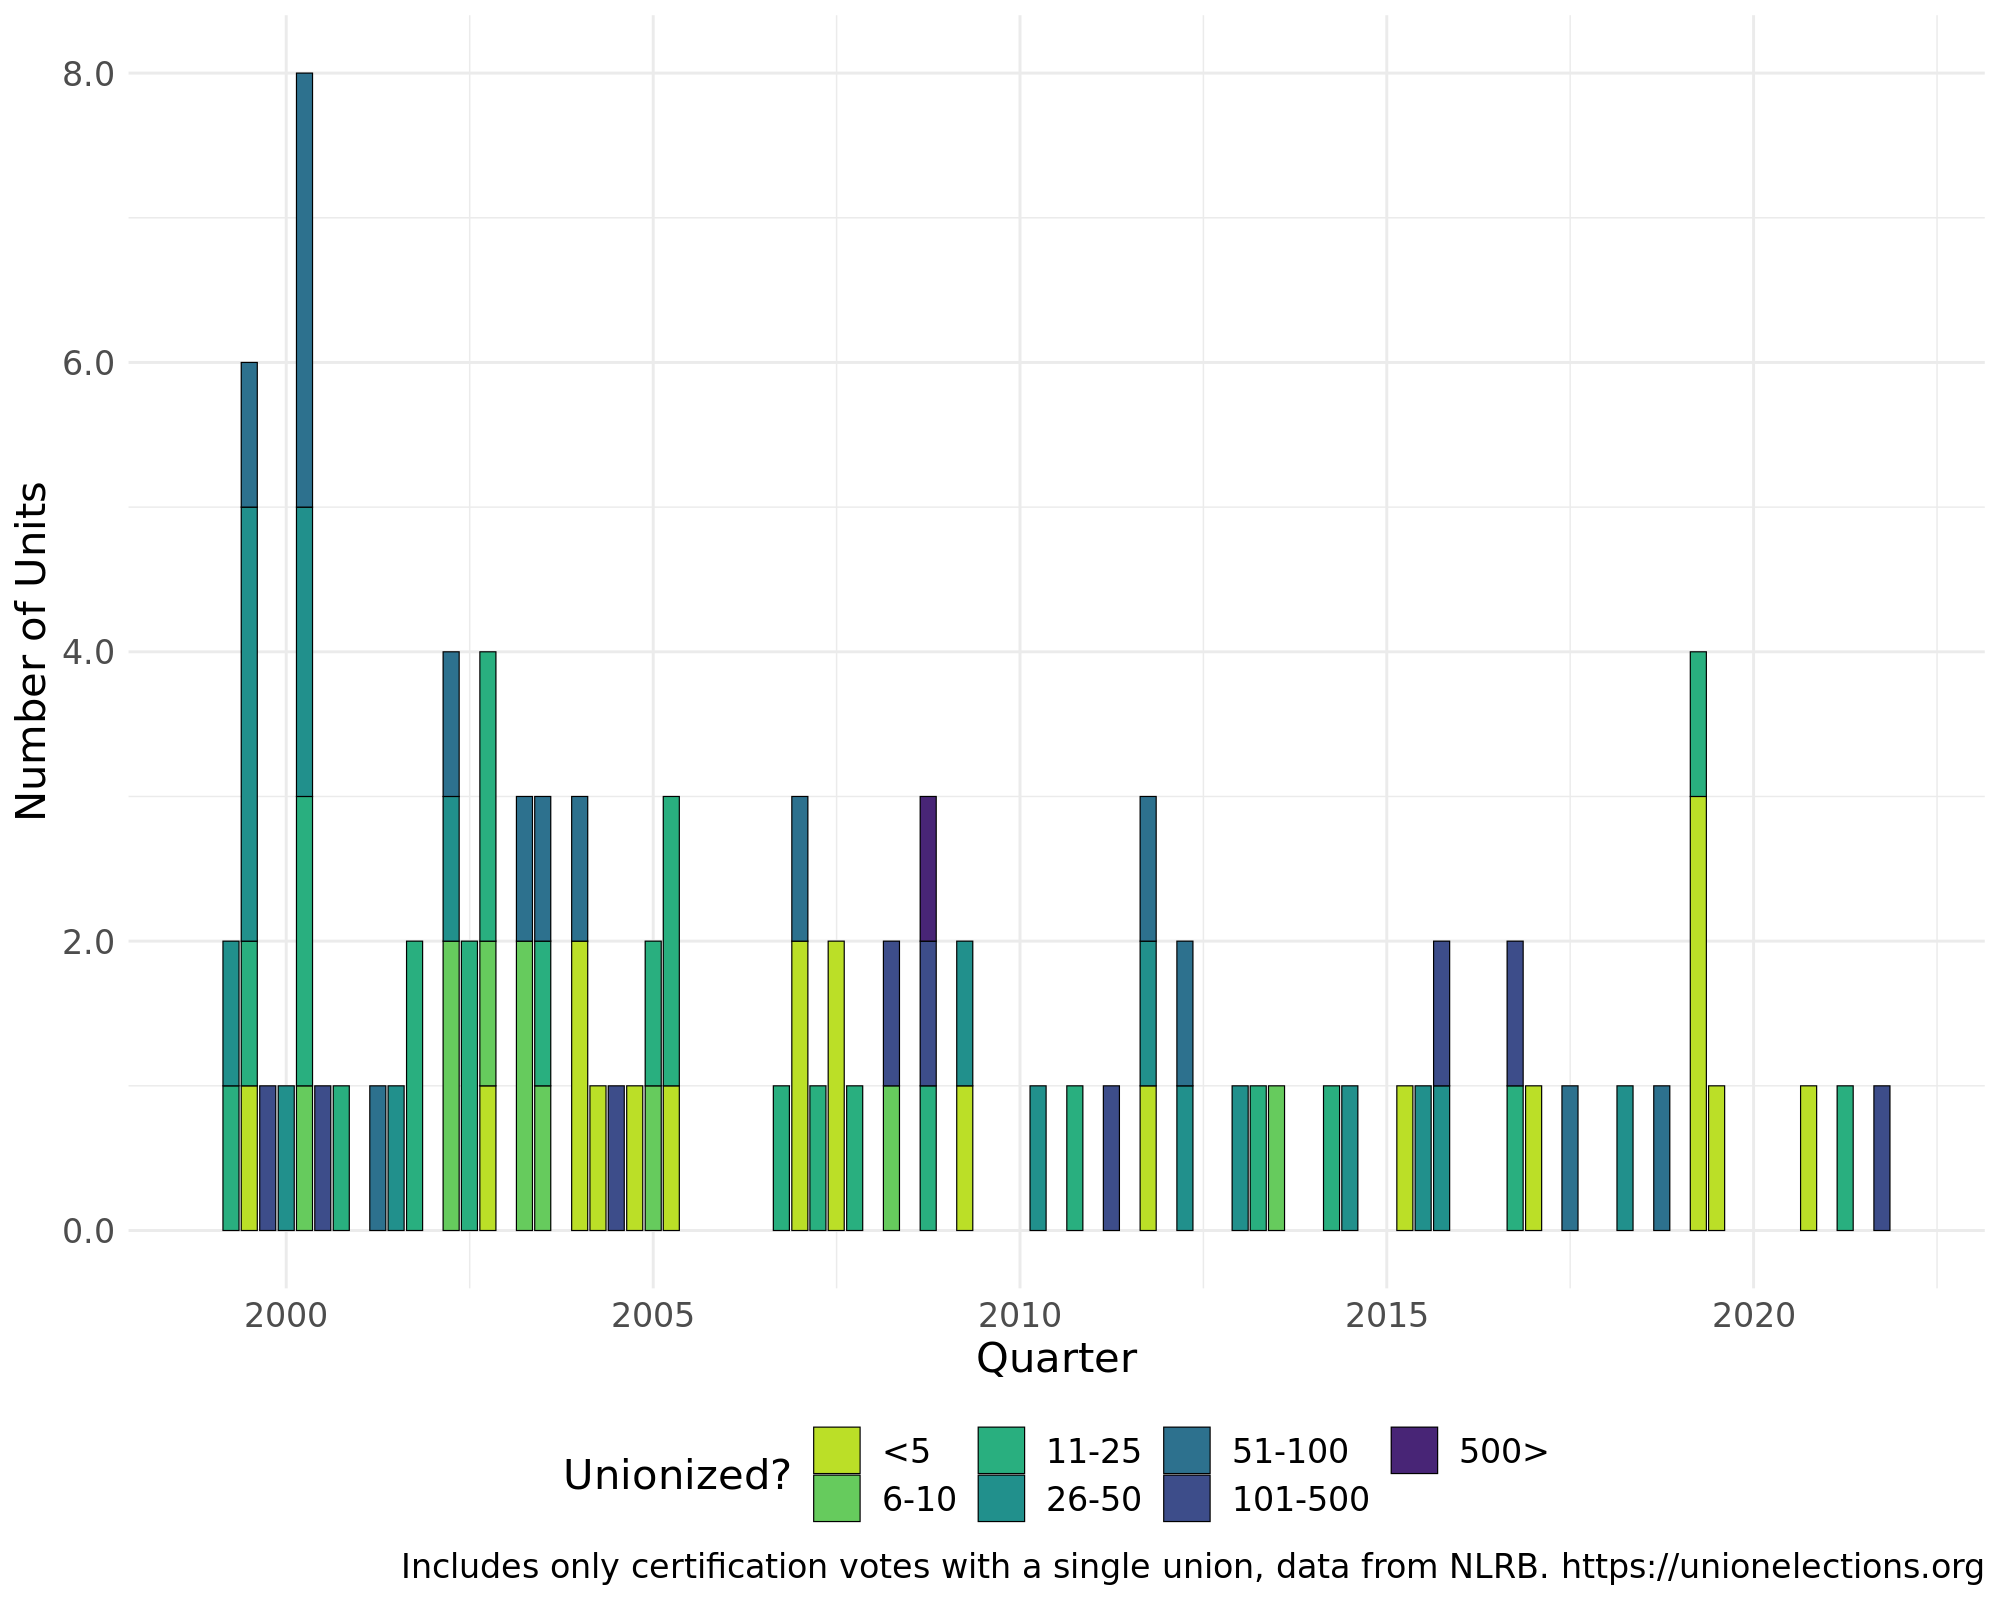 8.0
6.0
4.0
2.0
0.0
Number of Units
2000 2005 2010 2015 2020
Quarter
Unionized?
<5 11-25 51-100 500>
6-10 26-50 101-500
Includes only certification votes with a single union, data from NLRB. https://unionelections.org